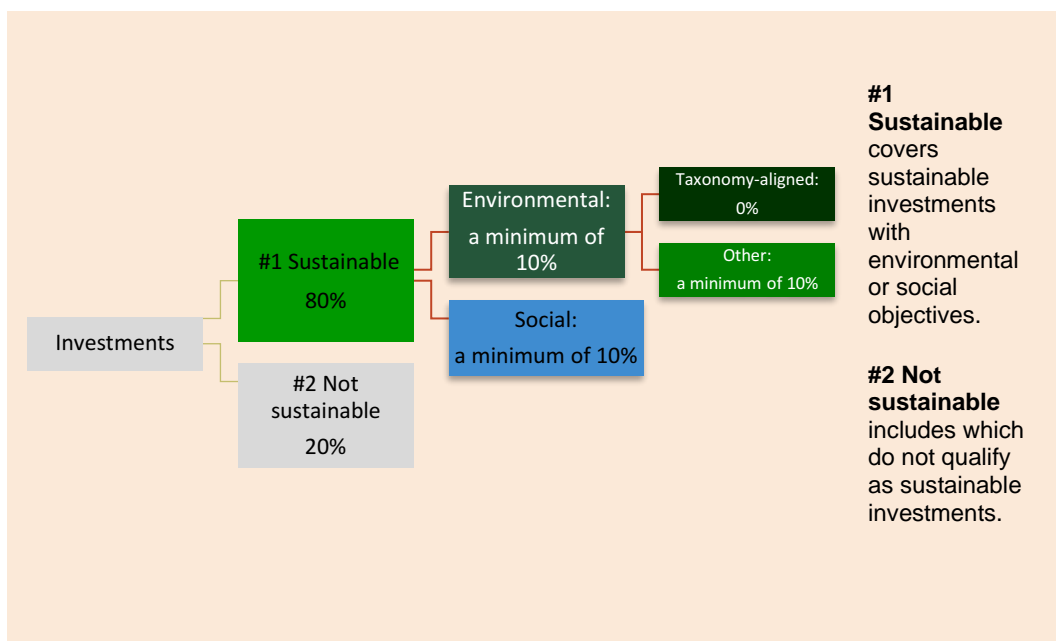 Investments
#1 Sustainable
80%
#2 Not
sustainable
20%
Environmental:
a minimum of
10%
Social:
a minimum of 10%
Taxonomy-aligned:
0%
Other:
a minimum of 10%
#1
Sustainable
covers
sustainable
investments
with
environmental
or social
objectives.
#2 Not
sustainable
includes which
do not qualify
as sustainable
investments.